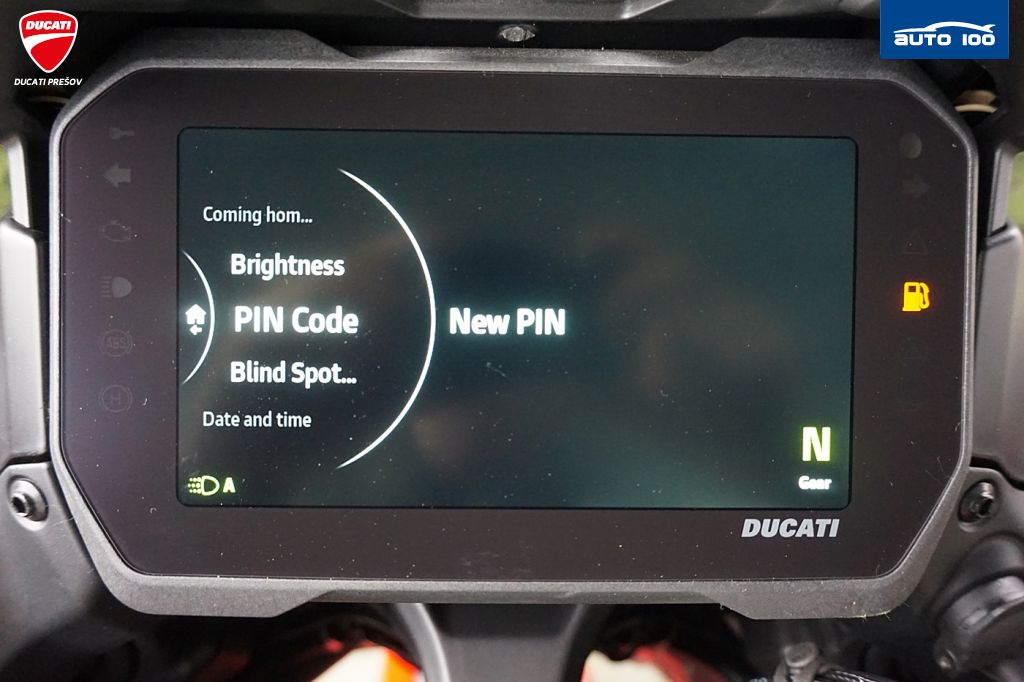 DUCATI
DUCATI PREŠOV
AUTO 100
Coming hom...
Brightness
PIN Code
New PIN
Blind Spot...
Date and time
A
N
Gear
DUCATI
ABS
H